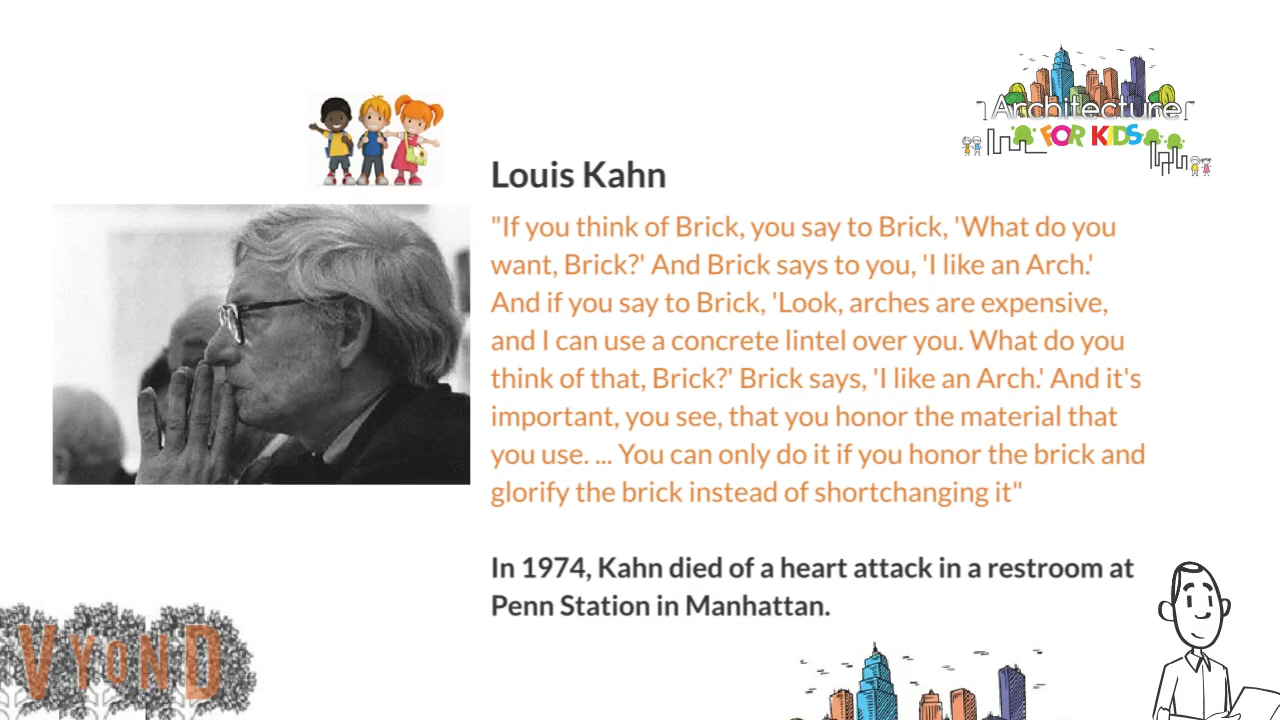 Architecture
FOR KIDS
Louis Kahn
"If you think of Brick, you say to Brick, 'What do you
want, Brick?' And Brick says to you, 'I like an Arch.'
And if you say to Brick, 'Look, arches are expensive,
and I can use a concrete lintel over you. What do you
think of that, Brick?' Brick says, 'I like an Arch.' And it's
important, you see, that you honor the material that
you use. ... You can only do it if you honor the brick and
glorify the brick instead of shortchanging it"
In 1974, Kahn died of a heart attack in a restroom at
Penn Station in Manhattan.
VYOND